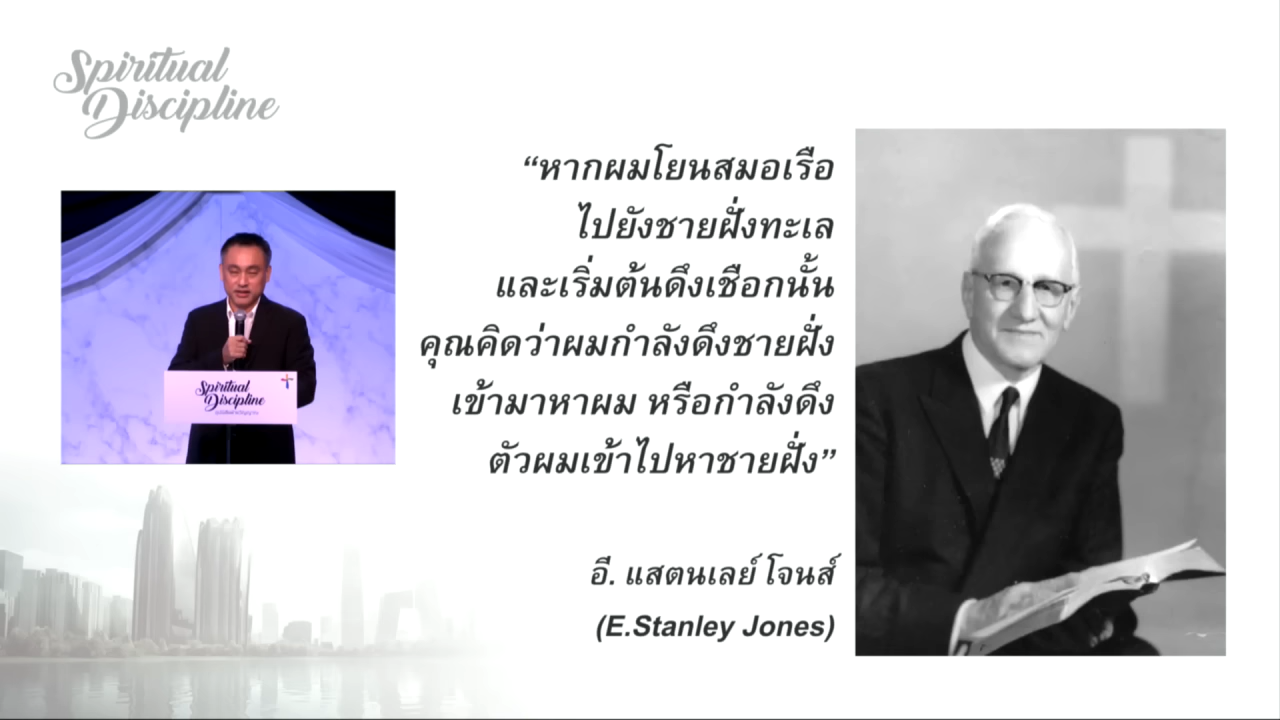 Spiritual
Discipline
“หากผมโยนสมอเรือ
ไปยังชายฝั่งทะเล
และเริ่มต้นดึงเชือกนั้น
คุณคิดว่าผมกำลังดึงชายฝั่ง
เข้ามาหาผม หรือกำลังดึง
ตัวผมเข้าไปหาชายฝั่ง”
อี. แสตนเลย์ โจนส์
(E.Stanley Jones)
Spiritual
Discipline